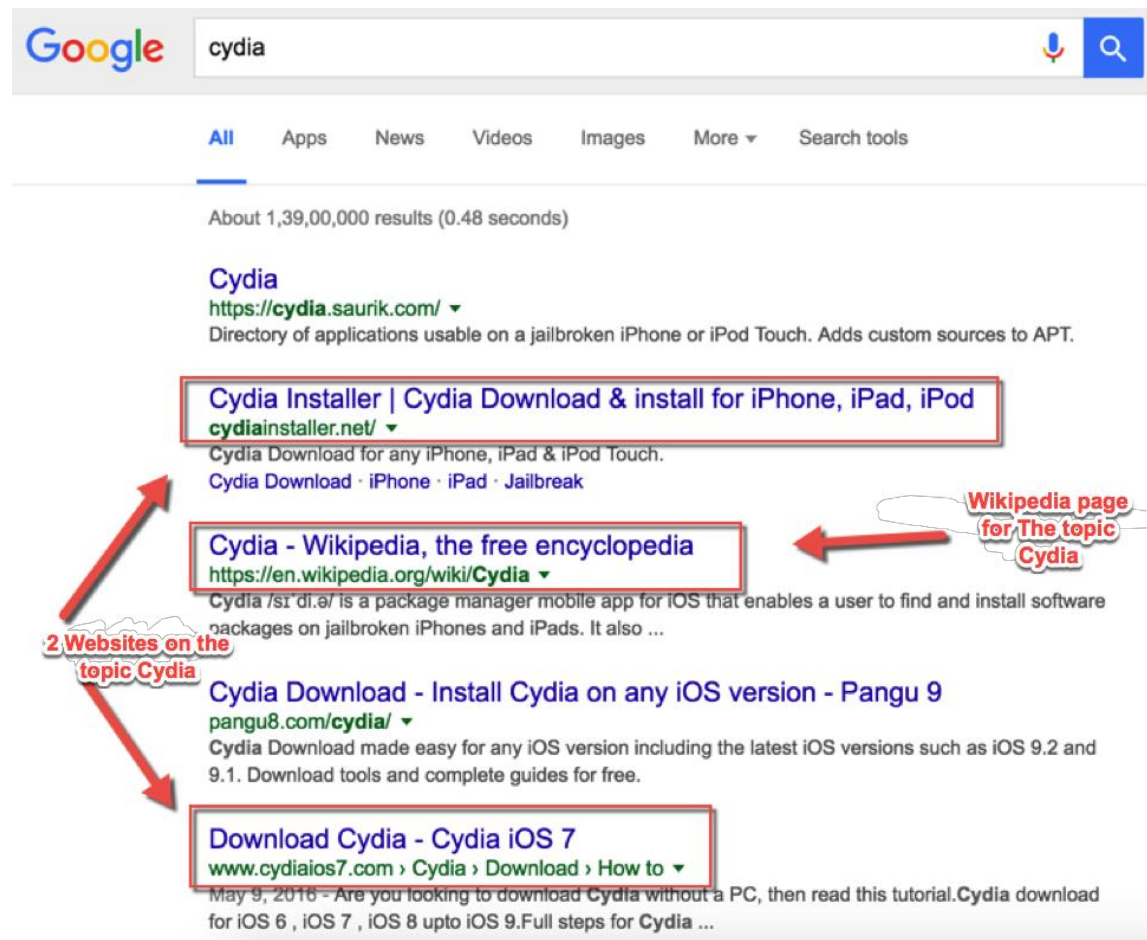 Google
cydia
All Apps News Videos Images More Search tools
About 1,39,00,000 results (0.48 seconds)
Cydia
https://cydia.saurik.com/
Directory of applications usable on a jailbroken iPhone or iPod Touch. Adds custom sources to APT.
Cydia Installer | Cydia Download & install for iPhone, iPad, iPod
cydiainstaller.net/
Cydia Download for any iPhone, iPad & iPod Touch.
Cydia Download · iPhone · iPad · Jailbreak
Wikipedia page
for The topic
Cydia
Cydia - Wikipedia, the free encyclopedia
https://en.wikipedia.org/wiki/Cydia
Cydia /sɪˈdi.ə/ is a package manager mobile app for iOS that enables a user to find and install software
packages on jailbroken iPhones and iPads. It also ...
2 Websites on the
topic Cydia
Cydia Download - Install Cydia on any iOS version - Pangu 9
pangu8.com/cydia/
Cydia Download made easy for any iOS version including the latest iOS versions such as iOS 9.2 and
9.1. Download tools and complete guides for free.
Download Cydia - Cydia iOS 7
www.cydiaios7.com › Cydia › Download › How to
May 9, 2016 - Are you looking to download Cydia without a PC, then read this tutorial.Cydia download
for iOS 6 , iOS 7 , iOS 8 upto iOS 9.Full steps for Cydia ...